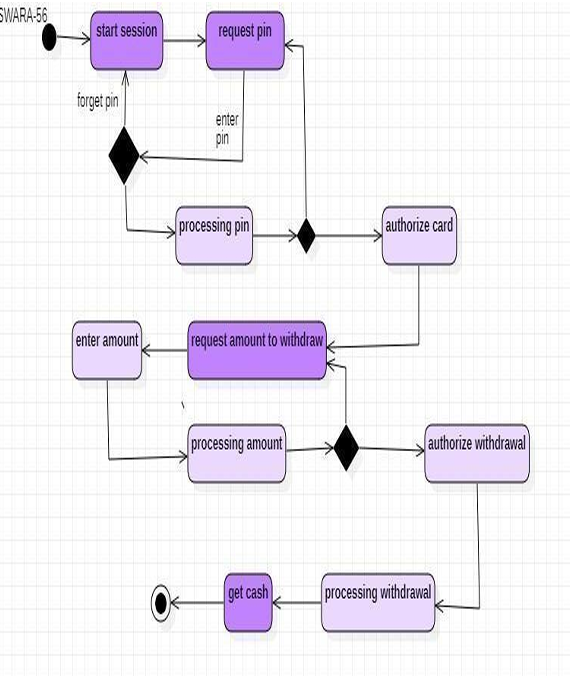 SWARA-56
start session
request pin
forget pin
enter
pin
processing pin
authorize card
enter amount
request amount to withdraw
processing amount
authorize withdrawal
get cash
processing withdrawal